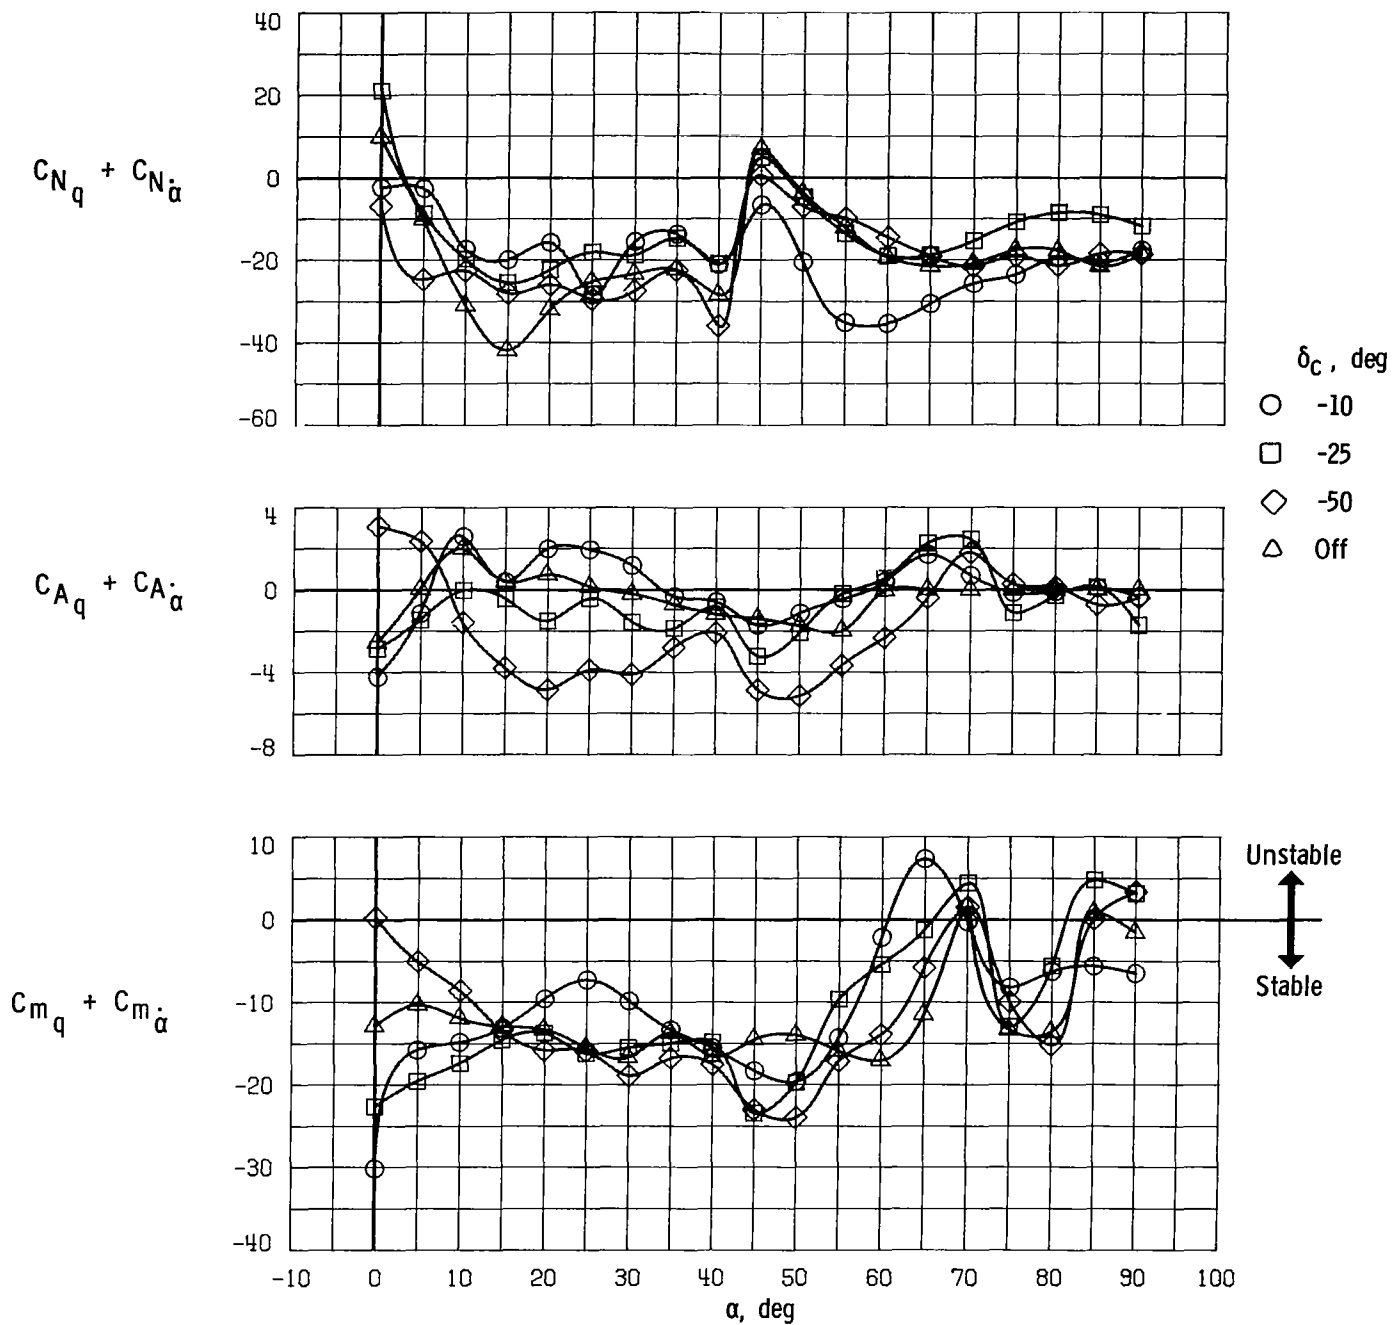 40
20
0
-20
-40
-60
C_Nq + C_Nα̇
δc, deg
-10
-25
-50
Off
4
0
-4
-8
C_Aq + C_Aα̇
10
0
-10
-20
-30
-40
C_mq + C_mα̇
Unstable
Stable
-10 0 10 20 30 40 50 60 70 80 90 100
α, deg